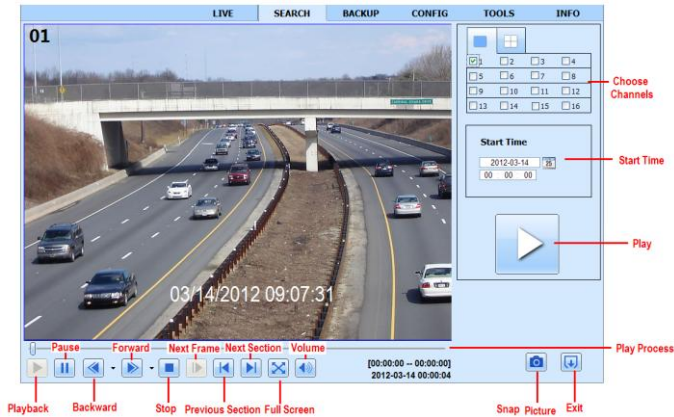 LIVE SEARCH BACKUP CONFIG TOOLS INFO
01
1 2 3 4
5 6 7 8
9 10 11 12
13 14 15 16
Choose
Channels
Start Time
2012-03-14 25
00 00 00
Start Time
Play
03/14/2012 09:07:31
Pause Forward Next Frame Next Section Volume
Play Process
[00:00:00 -- 00:00:00]
2012-03-14 00:00:04
Playback Backward Stop Previous Section Full Screen Snap Picture Exit